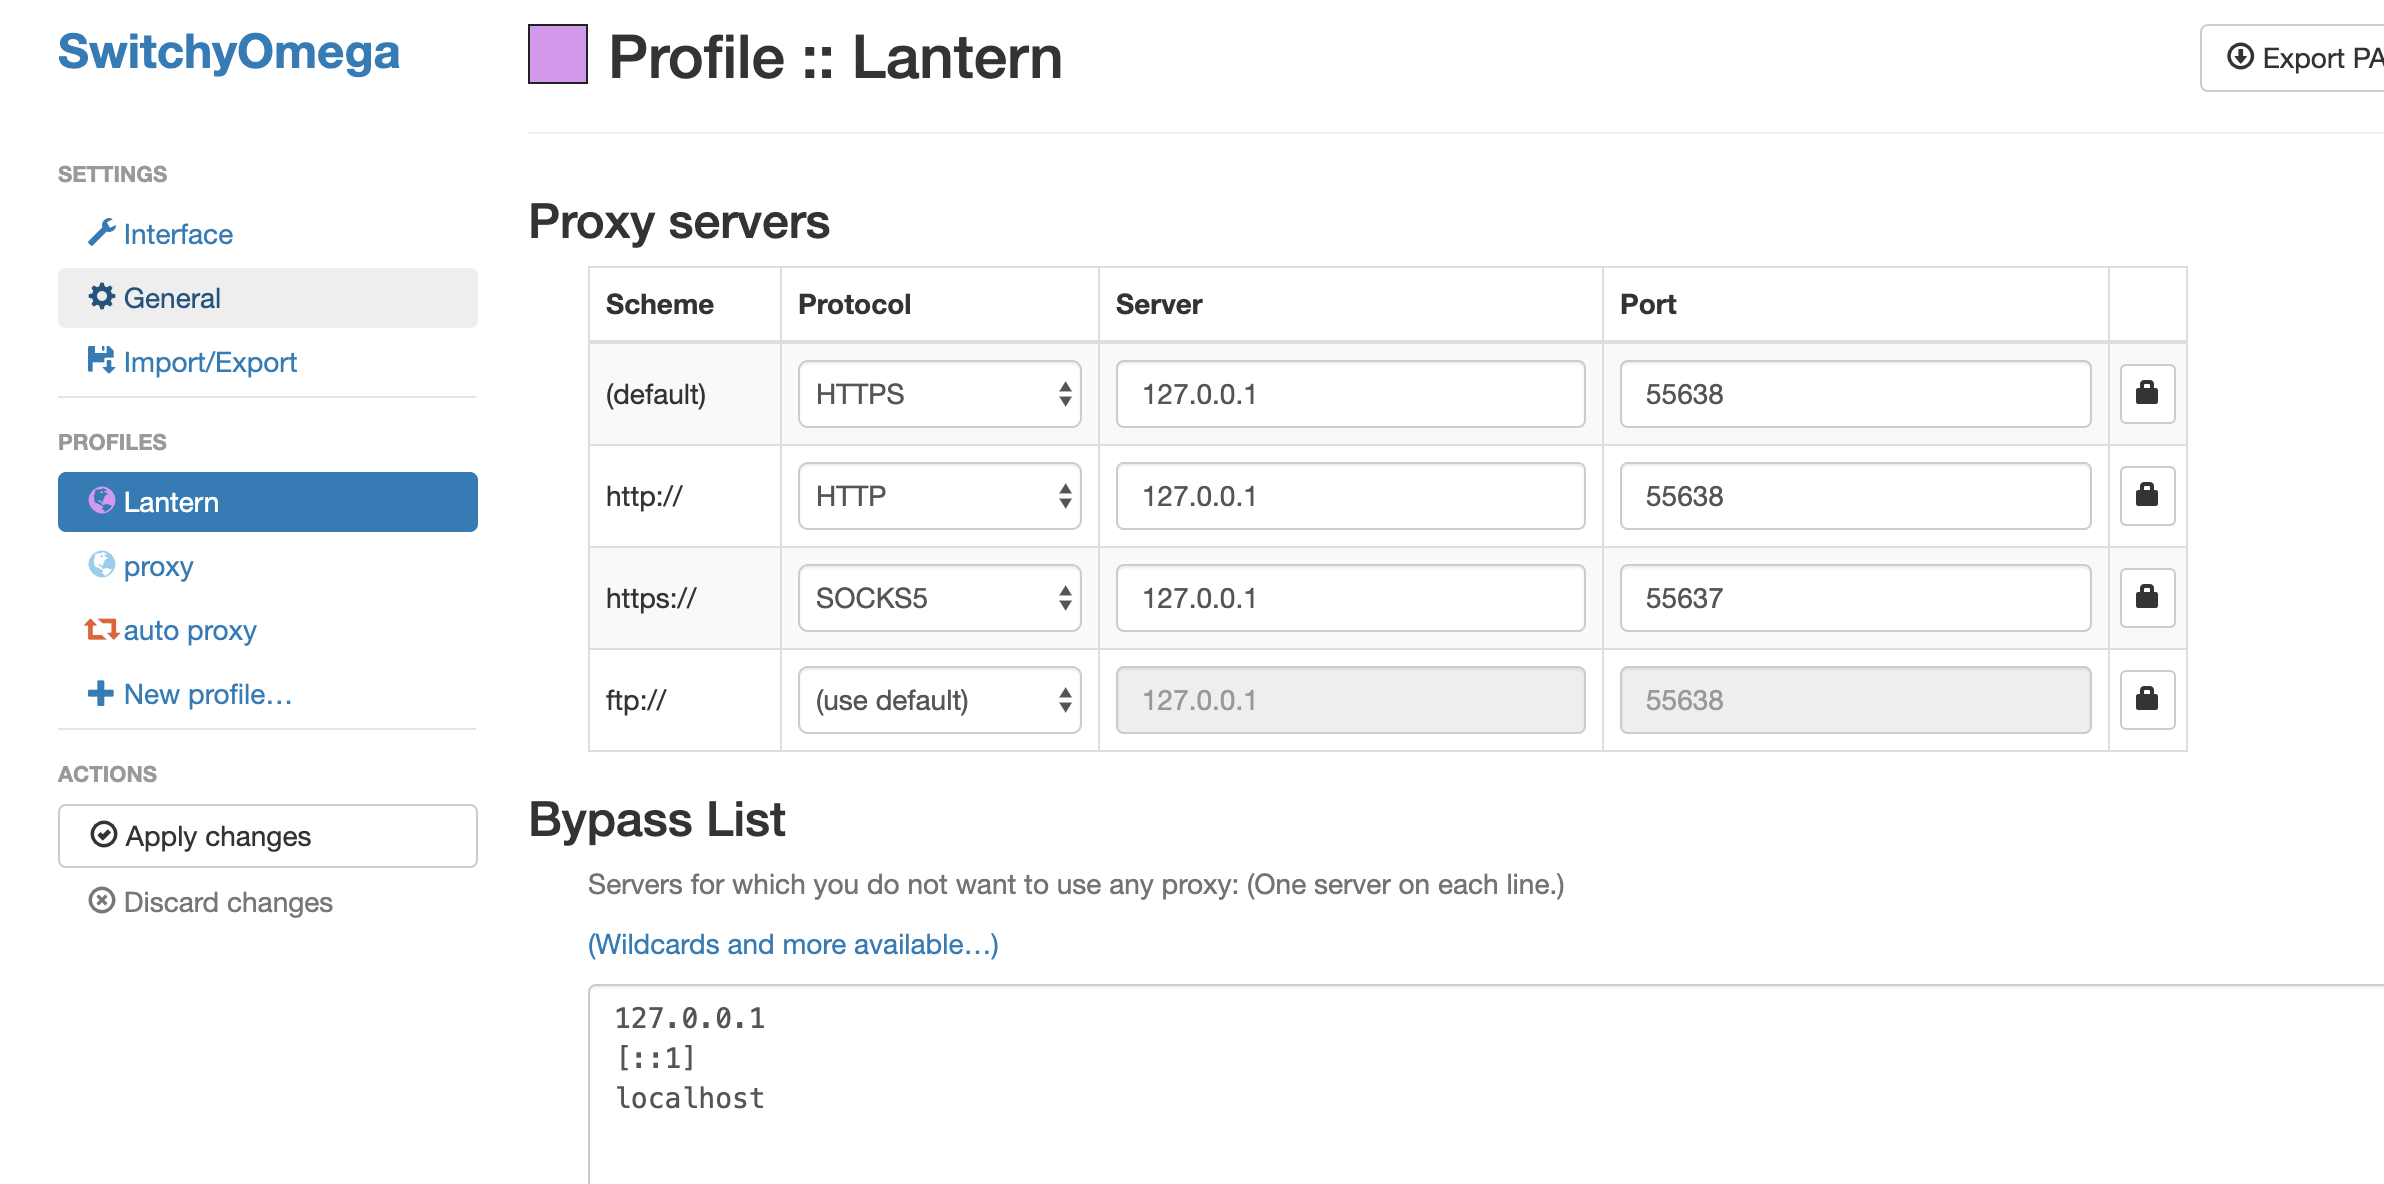 SwitchyOmega
SETTINGS
Interface
General
Import/Export
PROFILES
Lantern
proxy
auto proxy
New profile…
ACTIONS
Apply changes
Discard changes
Profile :: Lantern
Export PA
Proxy servers
Scheme Protocol Server Port
(default) HTTPS 127.0.0.1 55638
http:// HTTP 127.0.0.1 55638
https:// SOCKS5 127.0.0.1 55637
ftp:// (use default) 127.0.0.1 55638
Bypass List
Servers for which you do not want to use any proxy: (One server on each line.)
(Wildcards and more available…)
127.0.0.1
[::1]
localhost